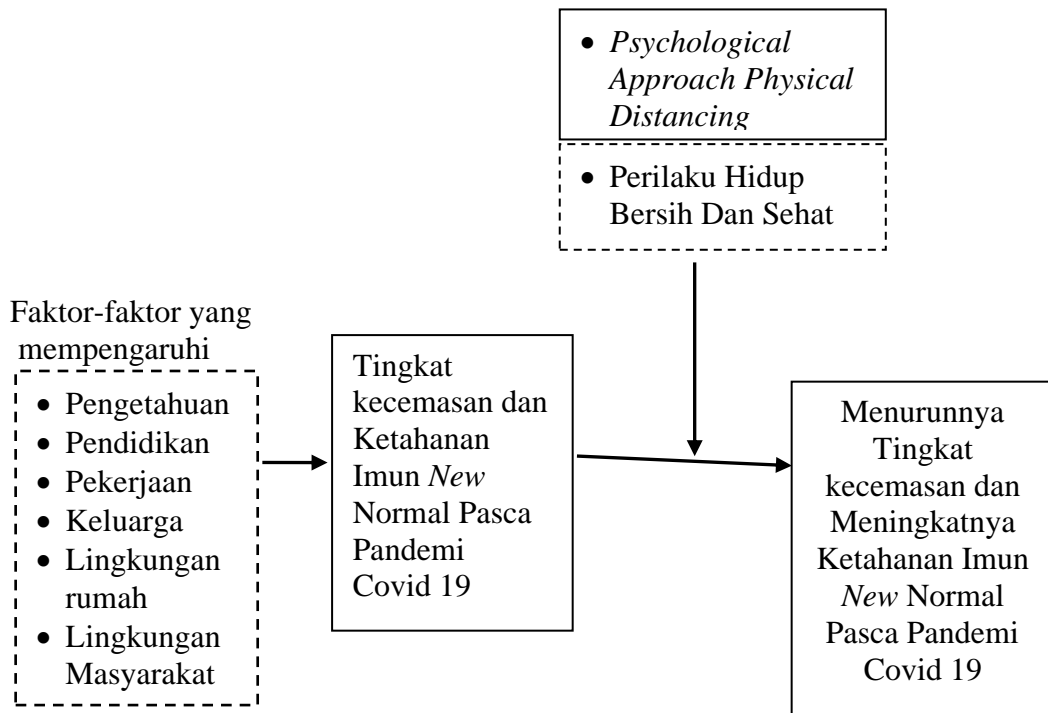 • Psychological
Approach Physical
Distancing
• Perilaku Hidup
Bersih Dan Sehat
Faktor-faktor yang
mempengaruhi
• Pengetahuan
• Pendidikan
• Pekerjaan
• Keluarga
• Lingkungan
rumah
• Lingkungan
Masyarakat
Tingkat
kecemasan dan
Ketahanan
Imun New
Normal Pasca
Pandemi
Covid 19
Menurunnya
Tingkat
kecemasan dan
Meningkatnya
Ketahanan Imun
New Normal
Pasca Pandemi
Covid 19